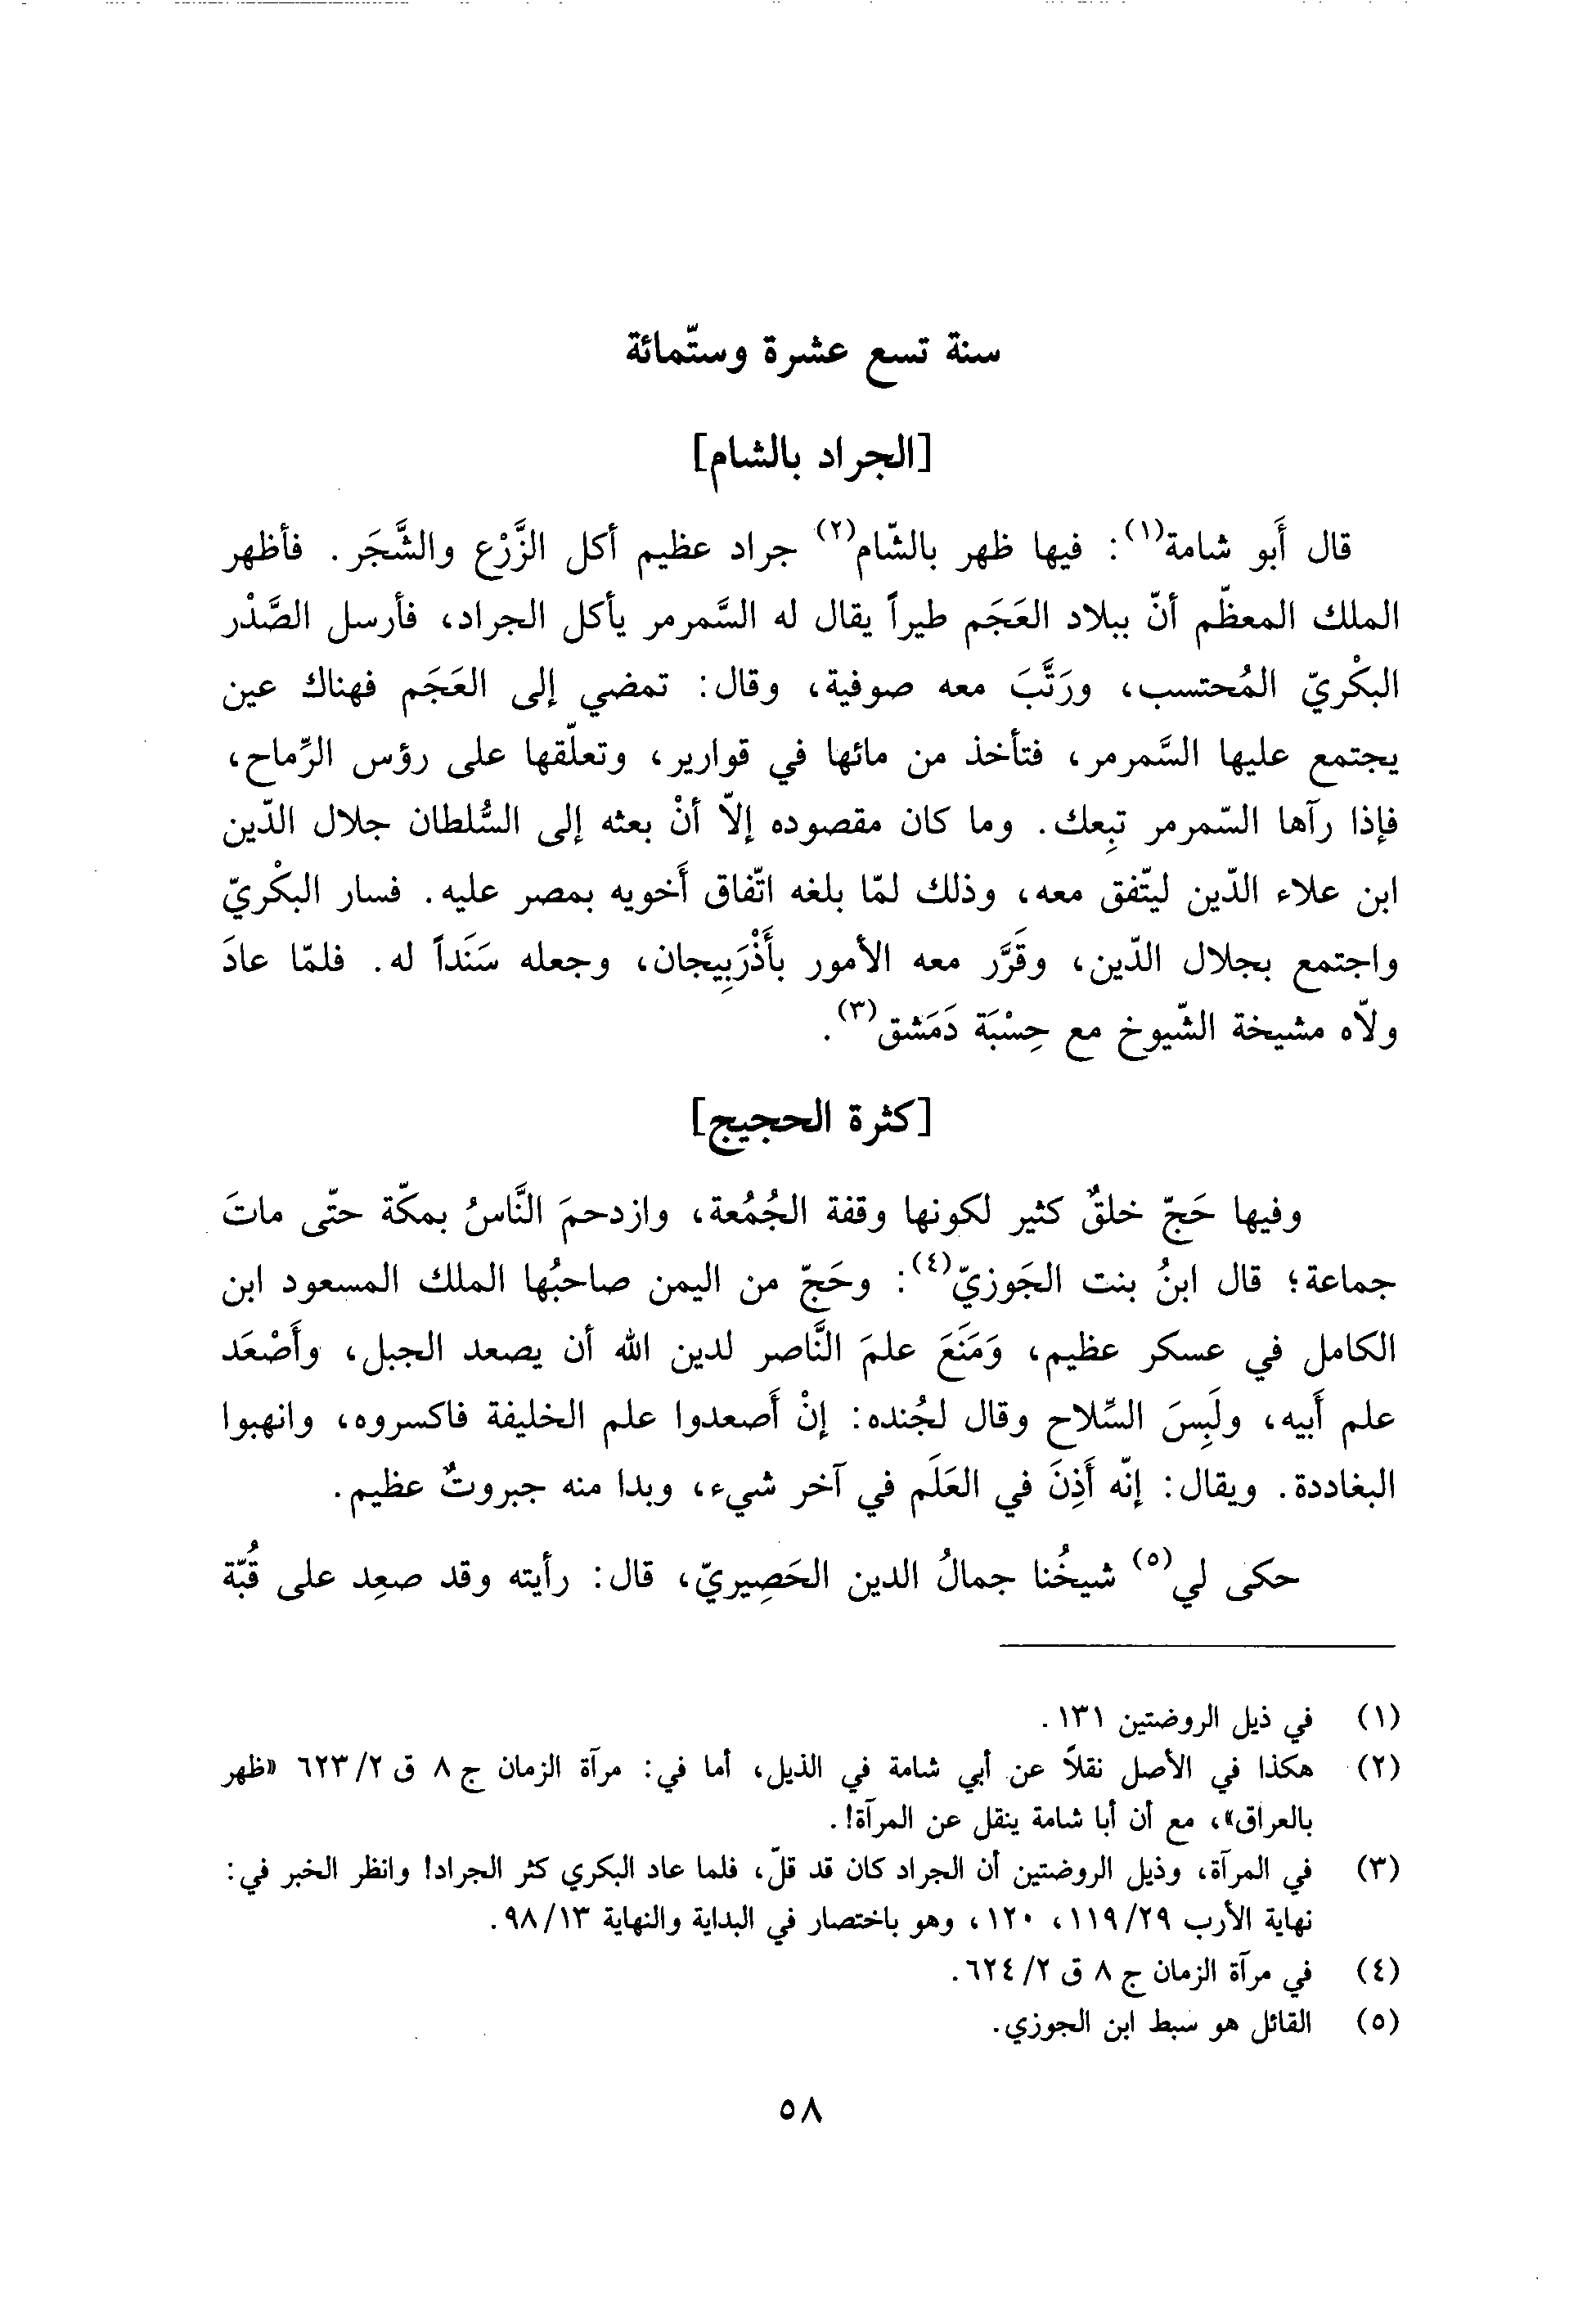 سنة تسع عشرة وستّمائة
[الجراد بالشام]
قال أَبو شامة(١): فيها ظهر بالشّام(٢) جراد عظيم أكل الزَّرْع والشَّجَر. فأظهر
الملك المعظّم أنّ ببلاد العَجَم طيراً يقال له السَّمرمر يأكل الجراد، فأرسل الصَّدْر
البكْريّ المُحتسب، ورَتَّبَ معه صوفية، وقال: تمضي إلى العَجَم فهناك عين
يجتمع عليها السَّمرمر، فتأخذ من مائها في قوارير، وتعلّقها على رؤس الرِّماح،
فإذا رآها السّمرمر تبِعك. وما كان مقصوده إلاّ أنْ بعثه إلى السُّلطان جلال الدّين
ابن علاء الدّين ليتّفق معه، وذلك لمّا بلغه اتّفاق أَخويه بمصر عليه. فسار البكْريّ
واجتمع بجلال الدّين، وقَرَّر معه الأمور بأَذْرَبِيجان، وجعله سَنَداً له. فلمّا عادَ
ولاّه مشيخة الشّيوخ مع حِسْبَة دَمَشق(٣).
[كثرة الحجيج]
وفيها حَجّ خلقٌ كثير لكونها وقفة الجُمُعة، وازدحمَ النَّاسُ بمكّة حتّى ماتَ
جماعة؛ قال ابنُ بنت الجَوزيّ(٤): وحَجّ من اليمن صاحبُها الملك المسعود ابن
الكامل في عسكر عظيم، وَمَنَعَ علمَ النَّاصر لدين الله أن يصعد الجبل، وأَصْعَد
علم أَبيه، ولَبِسَ السِّلاح وقال لجُنده: إنْ أَصعدوا علم الخليفة فاكسروه، وانهبوا
البغاددة. ويقال: إنّه أَذِنَ في العَلَم في آخر شيء، وبدا منه جبروتٌ عظيم.
حكى لي(٥) شيخُنا جمالُ الدين الحَصِيريّ، قال: رأيته وقد صعِد على قُبّة
(١) في ذيل الروضتين ١٣١.
(٢) هكذا في الأصل نقلاً عن أبي شامة في الذيل، أما في: مرآة الزمان ج ٨ ق ٢/ ٦٢٣ «ظهر
بالعراق»، مع أن أبا شامة ينقل عن المرآة!.
(٣) في المرآة، وذيل الروضتين أن الجراد كان قد قلّ، فلما عاد البكري كثر الجراد! وانظر الخبر في:
نهاية الأرب ٢٩/ ١١٩، ١٢٠، وهو باختصار في البداية والنهاية ١٣/ ٩٨.
(٤) في مرآة الزمان ج ٨ ق ٢/ ٦٢٤.
(٥) القائل هو سبط ابن الجوزي.
٥٨